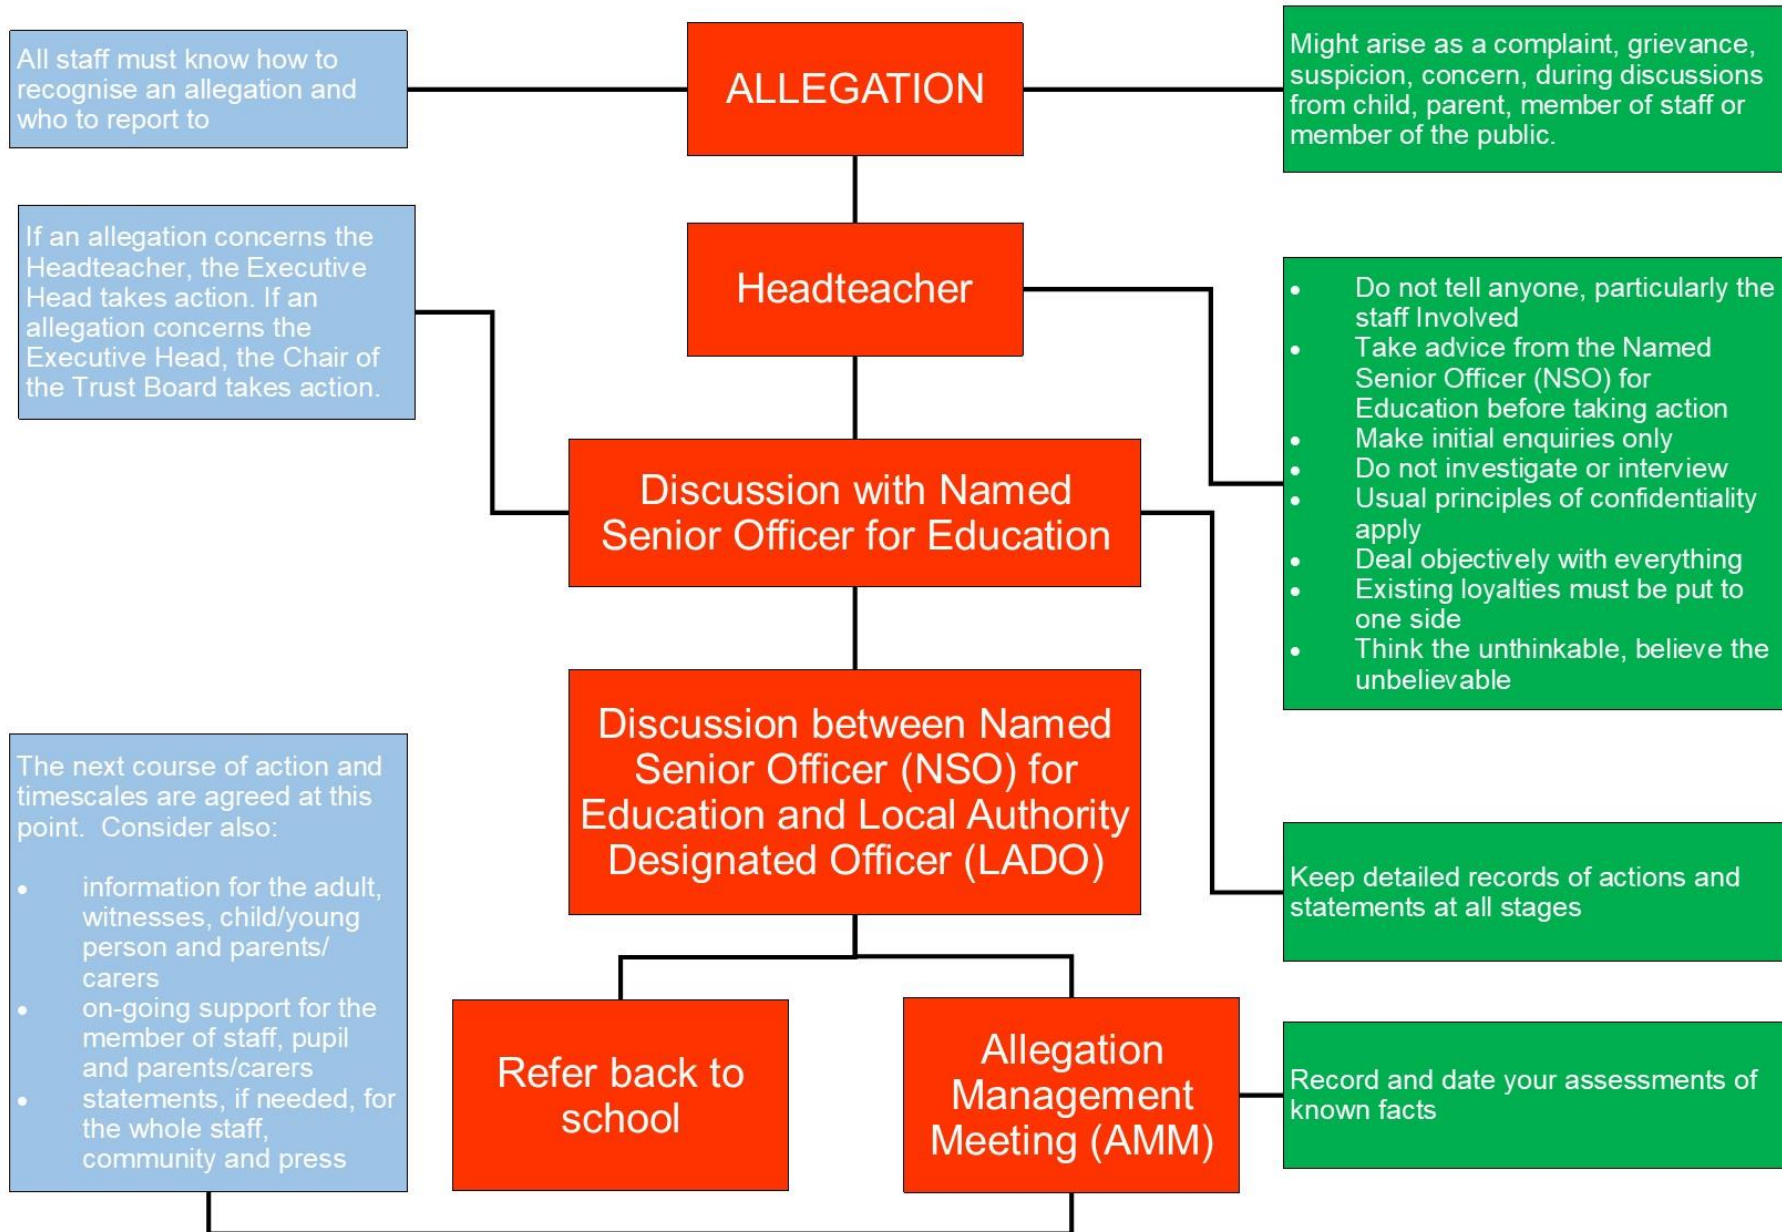 All staff must know how to
recognise an allegation and
who to report to
ALLEGATION
Might arise as a complaint, grievance,
suspicion, concern, during discussions
from child, parent, member of staff or
member of the public.
If an allegation concerns the
Headteacher, the Executive
Head takes action. If an
allegation concerns the
Executive Head, the Chair of
the Trust Board takes action.
Headteacher
• Do not tell anyone, particularly the
staff Involved
• Take advice from the Named
Senior Officer (NSO) for
Education before taking action
• Make initial enquiries only
• Do not investigate or interview
• Usual principles of confidentiality
apply
• Deal objectively with everything
• Existing loyalties must be put to
one side
• Think the unthinkable, believe the
unbelievable
Discussion with Named
Senior Officer for Education
Discussion between Named
Senior Officer (NSO) for
Education and Local Authority
Designated Officer (LADO)
The next course of action and
timescales are agreed at this
point.  Consider also:
• information for the adult,
witnesses, child/young
person and parents/
carers
• on-going support for the
member of staff, pupil
and parents/carers
• statements, if needed, for
the whole staff,
community and press
Keep detailed records of actions and
statements at all stages
Refer back to
school
Allegation
Management
Meeting (AMM)
Record and date your assessments of
known facts